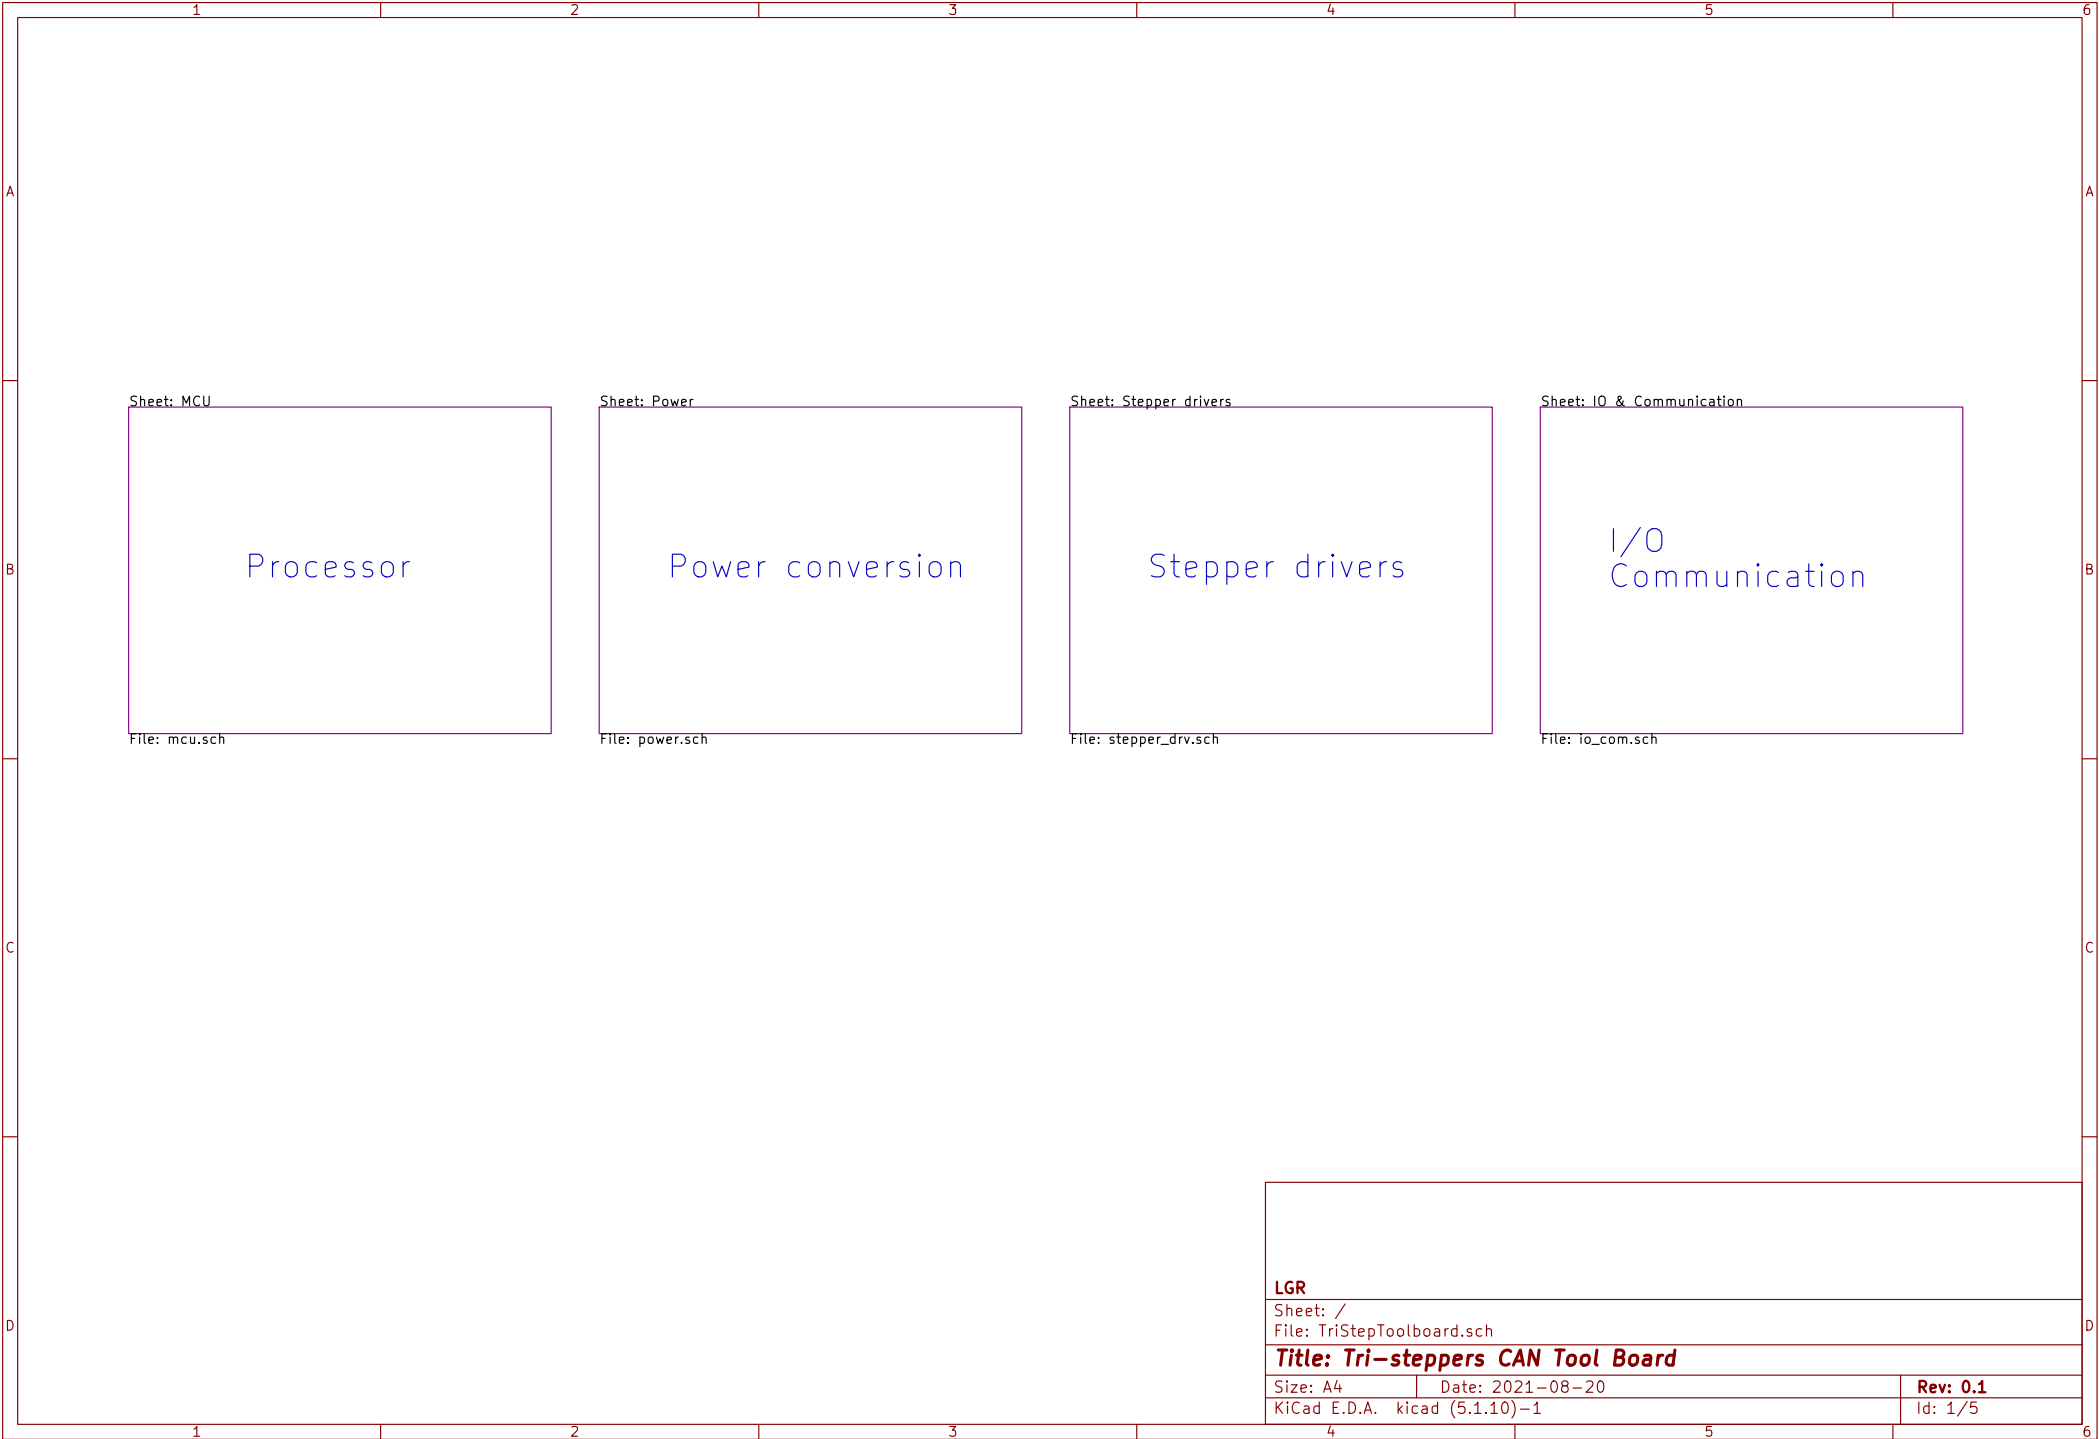 1 2 3 4 5 6
A A
Sheet: MCU
Processor
File: mcu.sch
Sheet: Power
Power conversion
File: power.sch
Sheet: Stepper drivers
Stepper drivers
File: stepper_drv.sch
Sheet: IO & Communication
I/O
Communication
File: io_com.sch
B B
C C
D D
LGR
Sheet: /
File: TriStepToolboard.sch
Title: Tri-steppers CAN Tool Board
Size: A4 Date: 2021-08-20 Rev: 0.1
KiCad E.D.A. kicad (5.1.10)-1 Id: 1/5
1 2 3 4 5 6